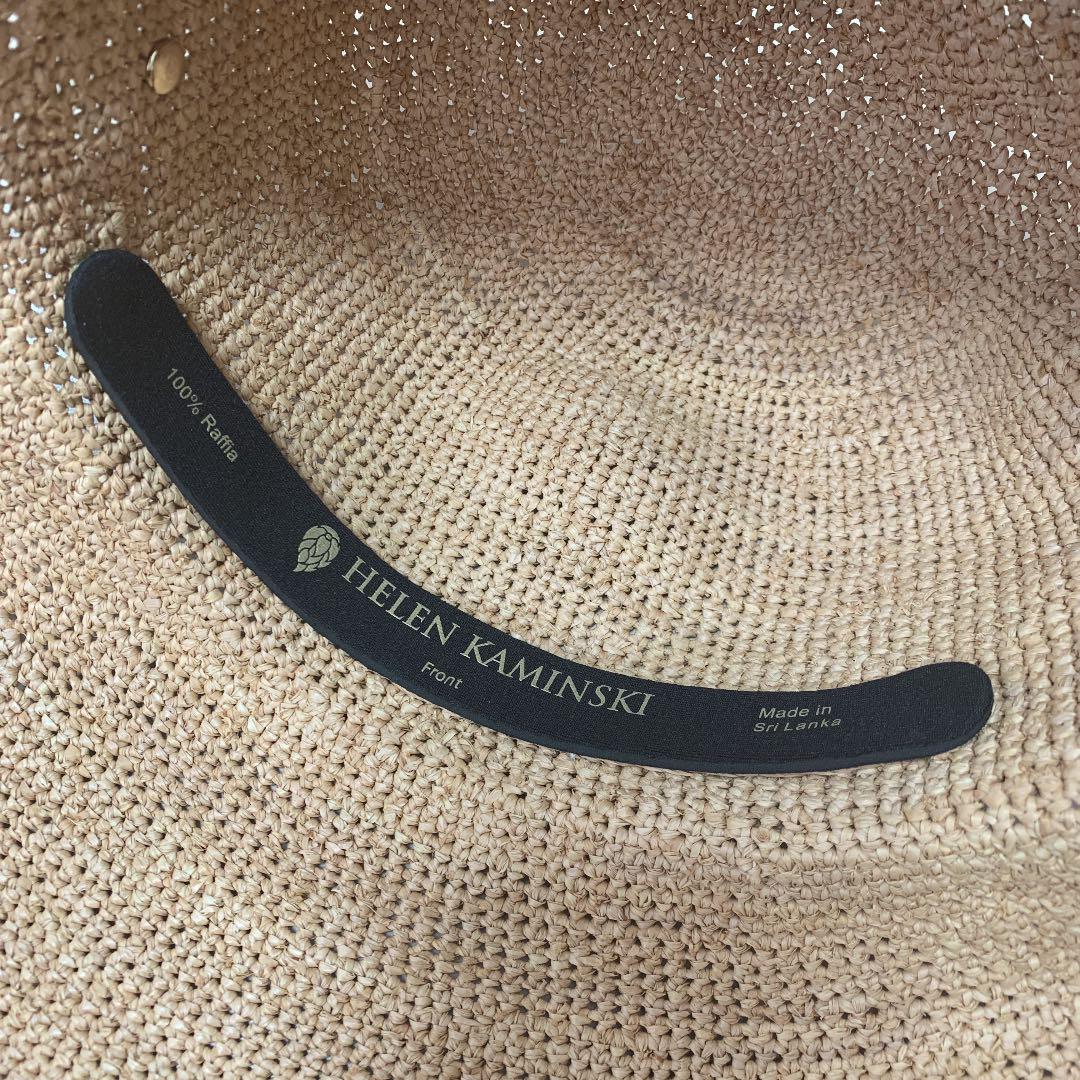 100% Raffia
HELEN KAMINSKI
Front
Made in
Sri Lanka